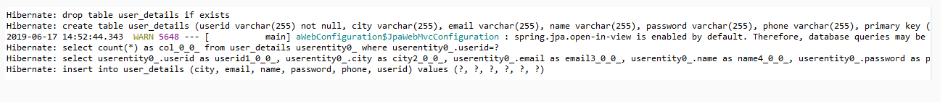 Hibernate: drop table user_details if exists
Hibernate: create table user_details (userid varchar(255) not null, city varchar(255), email varchar(255), name varchar(255), password varchar(255), phone varchar(255), primary key (
2019-06-17 14:52:44.343  WARN 5648 --- [           main] aWebConfiguration$JpaWebMvcConfiguration : spring.jpa.open-in-view is enabled by default. Therefore, database queries may be
Hibernate: select count(*) as col_0_0_ from user_details userentity0_ where userentity0_.userid=?
Hibernate: select userentity0_.userid as userid1_0_0_, userentity0_.city as city2_0_0_, userentity0_.email as email3_0_0_, userentity0_.name as name4_0_0_, userentity0_.password as p
Hibernate: insert into user_details (city, email, name, password, phone, userid) values (?, ?, ?, ?, ?, ?)